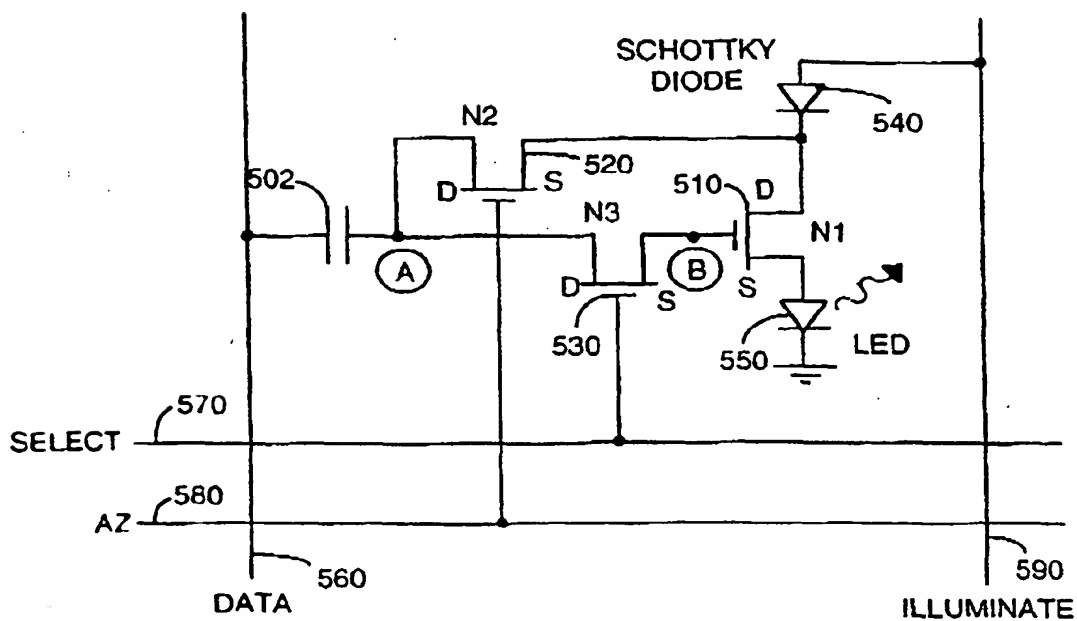 SCHOTTKY
DIODE
540
N2
520
D
S
502
510
D
N1
S
N3
A
B
D
S
530
550
LED
570
SELECT
580
AZ
560
DATA
590
ILLUMINATE